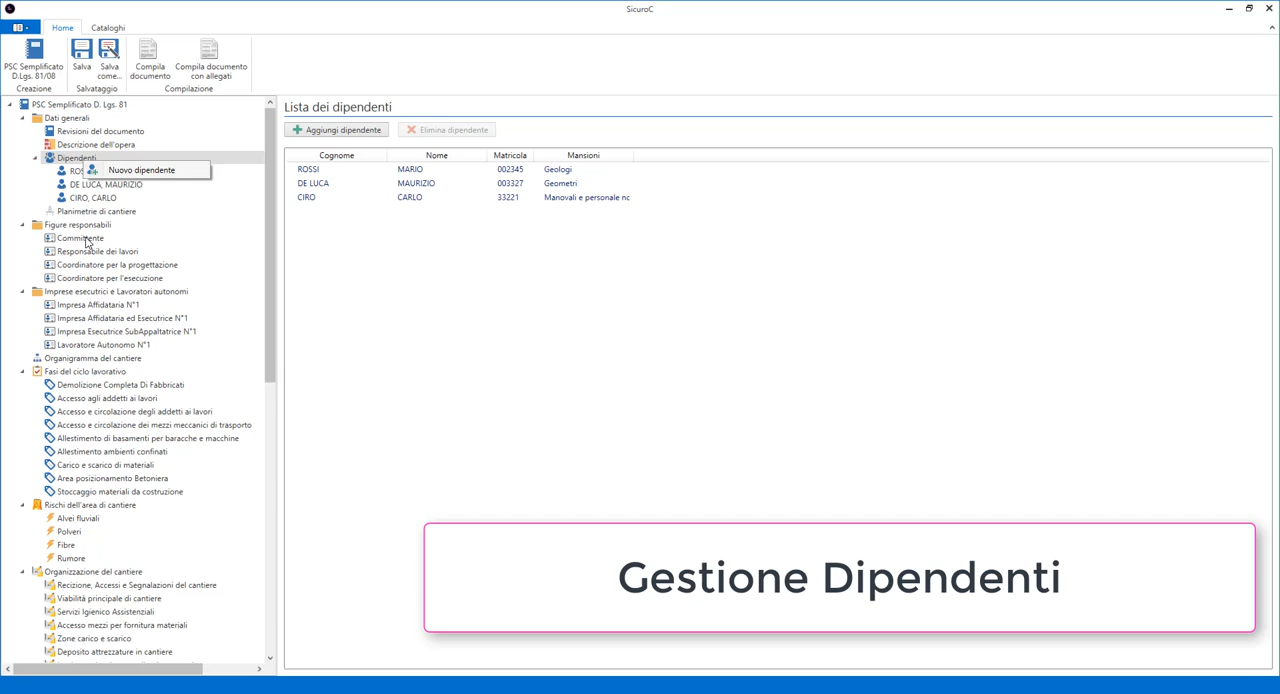 SicuroC
Home
Cataloghi
PSC Semplificato
D.Lgs. 81/08
Salva
Salva
come...
Compila
documento
Compila documento
con allegati
Creazione
Salvataggio
Compilazione
PSC Semplificato D. Lgs. 81
Dati generali
Revisioni del documento
Descrizione dell'opera
Dipendenti
Nuovo dipendente
DE LUCA, MAURIZIO
CIRO, CARLO
Planimetrie di cantiere
Figure responsabili
Committente
Responsabile dei lavori
Coordinatore per la progettazione
Coordinatore per l'esecuzione
Imprese esecutrici e Lavoratori autonomi
Impresa Affidataria N°1
Impresa Affidataria ed Esecutrice N°1
Impresa Esecutrice SubAppaltatrice N°1
Lavoratore Autonomo N°1
Organigramma del cantiere
Fasi del ciclo lavorativo
Demolizione Completa Di Fabbricati
Accesso agli addetti ai lavori
Accesso e circolazione degli addetti ai lavori
Accesso e circolazione dei mezzi meccanici di trasporto
Allestimento di basamenti per baracche e macchine
Allestimento ambienti confinati
Carico e scarico di materiali
Area posizionamento Betoniera
Stoccaggio materiali da costruzione
Rischi dell'area di cantiere
Alvei fluviali
Polveri
Fibre
Rumore
Organizzazione del cantiere
Recizione, Accessi e Segnalazioni del cantiere
Viabilità principale di cantiere
Servizi Igienico Assistenziali
Accesso mezzi per fornitura materiali
Zone carico e scarico
Deposito attrezzature in cantiere
Lista dei dipendenti
Aggiungi dipendente
Elimina dipendente
Cognome Nome Matricola Mansioni
ROSSI MARIO 002345 Geologi
DE LUCA MAURIZIO 003327 Geometri
CIRO CARLO 33221 Manovali e personale nc
Gestione Dipendenti